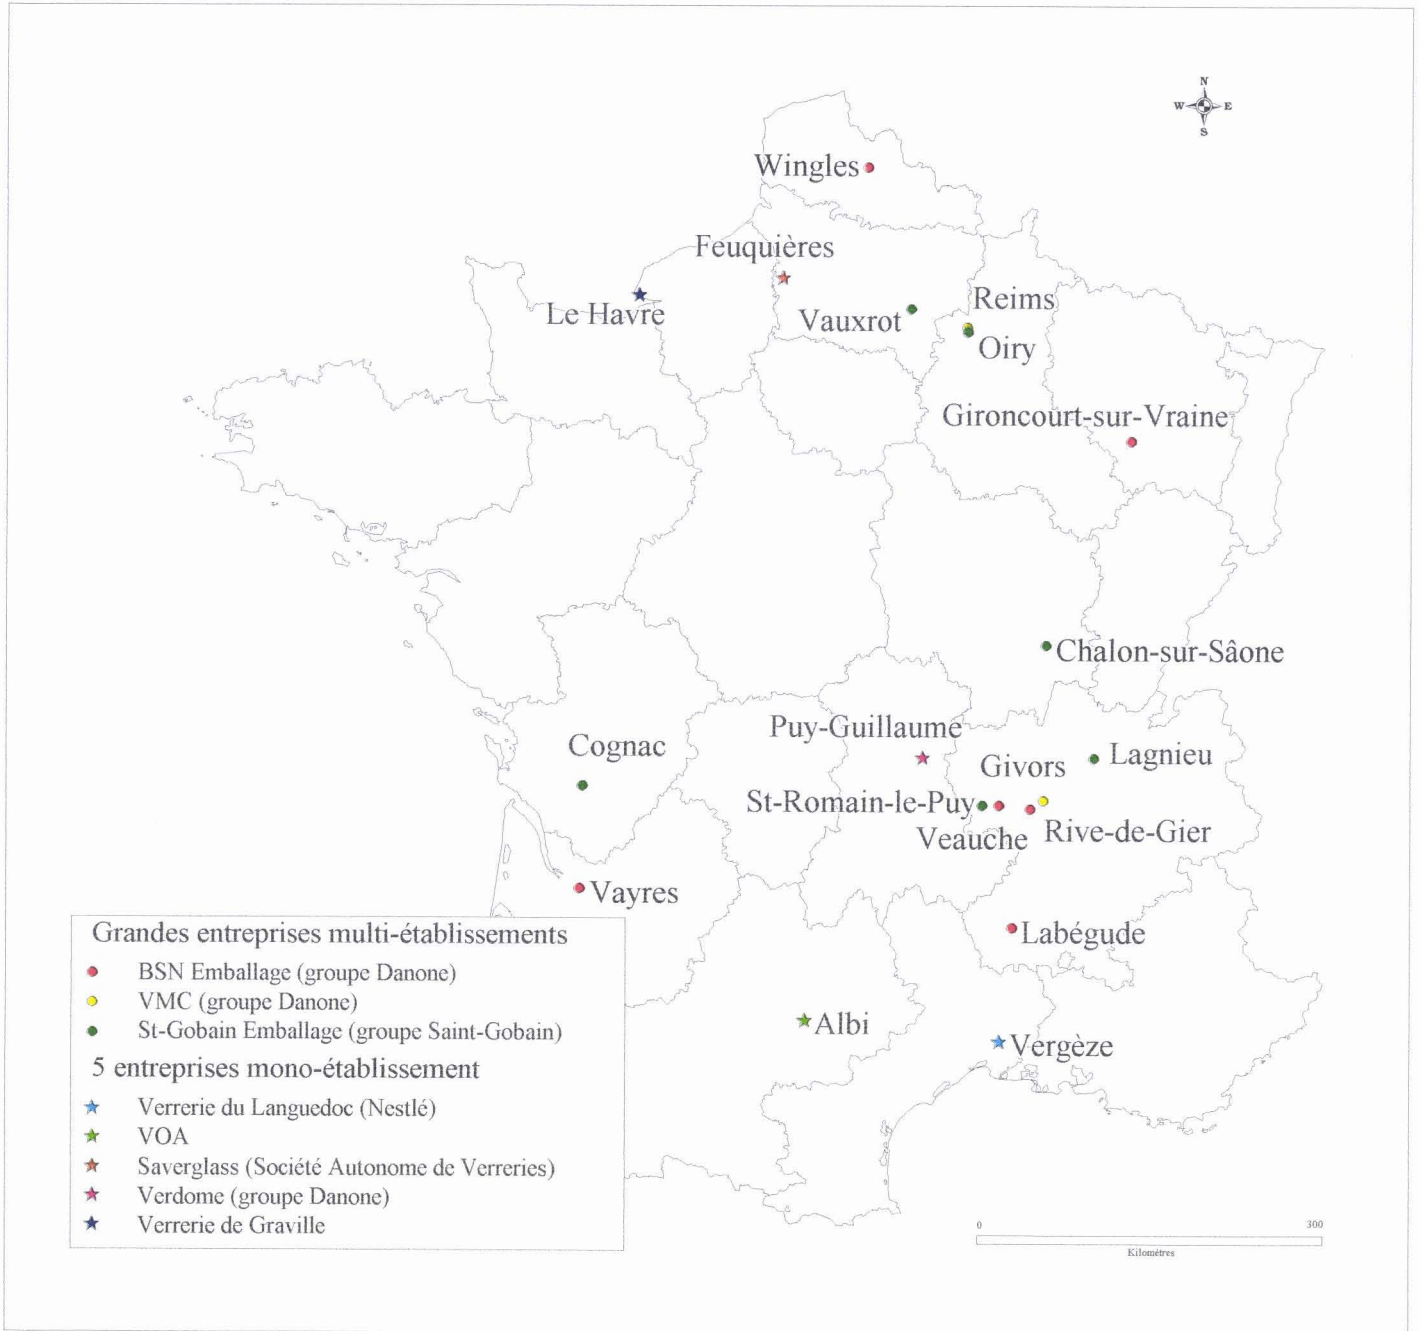 N
W E
S
Wingles
Feuquières
Le Havre
Reims
Vauxrot
Oiry
Gironcourt-sur-Vraine
Chalon-sur-Sâone
Puy-Guillaume
Cognac
Givors
Lagnieu
St-Romain-le-Puy
Veauche
Rive-de-Gier
Vayres
Labégude
Albi
Vergèze
Grandes entreprises multi-établissements
BSN Emballage (groupe Danone)
VMC (groupe Danone)
St-Gobain Emballage (groupe Saint-Gobain)
5 entreprises mono-établissement
Verrerie du Languedoc (Nestlé)
VOA
Saverglass (Société Autonome de Verreries)
Verdome (groupe Danone)
Verrerie de Graville
0 300
Kilomètres